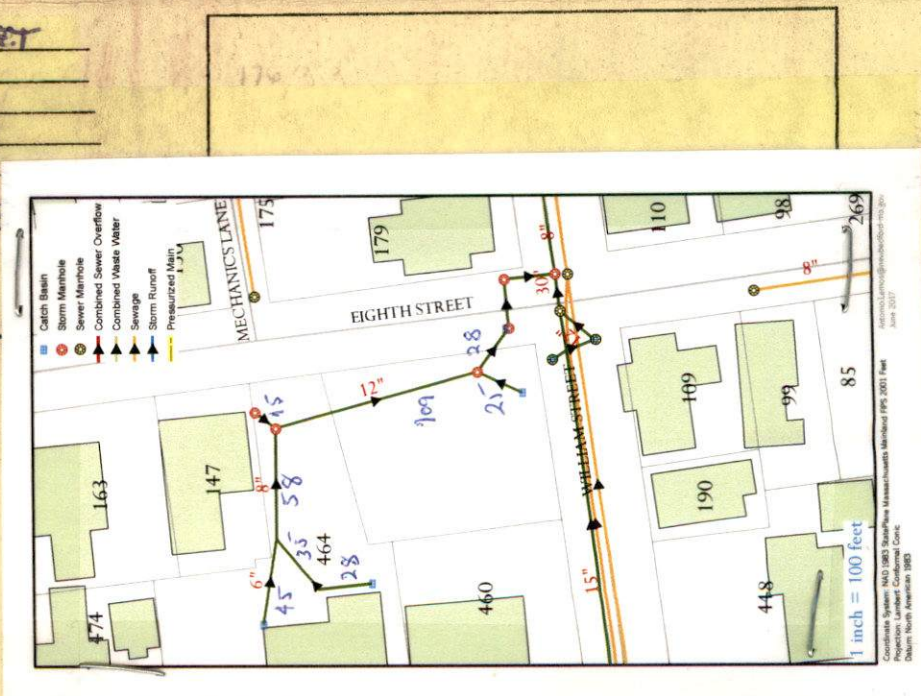 Catch Basin
Storm Manhole
Sewer Manhole
Combined Sewer Overflow
Combined Waste Water
Sewage
Storm Runoff
Pressurized Main
MECHANICS LANE
175
179
EIGHTH STREET
110
98
269
8"
30"
8"
28
25
12"
109
15
147
163
8"
58
35
464
28
6"
45
474
460
WILLIAM STREET
15"
109
99
85
190
448
1 inch = 100 feet
Coordinate System: NAD 1983 StatePlane Massachusetts Mainland FIPS 2001 Feet
Projection: Lambert Conformal Conic
Datum: North American 1983
June 2017